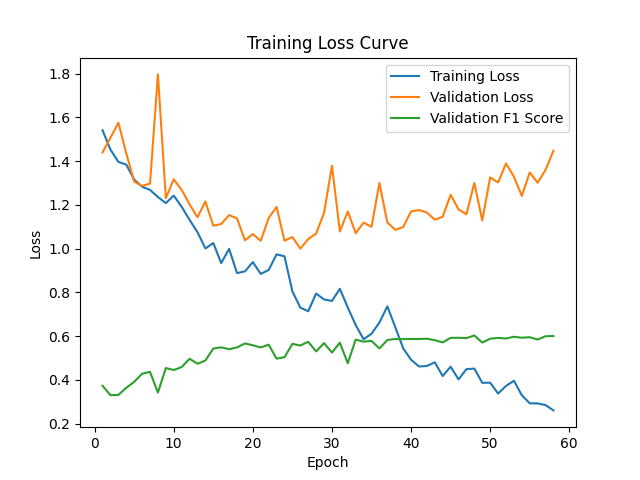 Training Loss Curve
Training Loss
Validation Loss
Validation F1 Score
Loss
1.8
1.6
1.4
1.2
1.0
0.8
0.6
0.4
0.2
0 10 20 30 40 50 60
Epoch